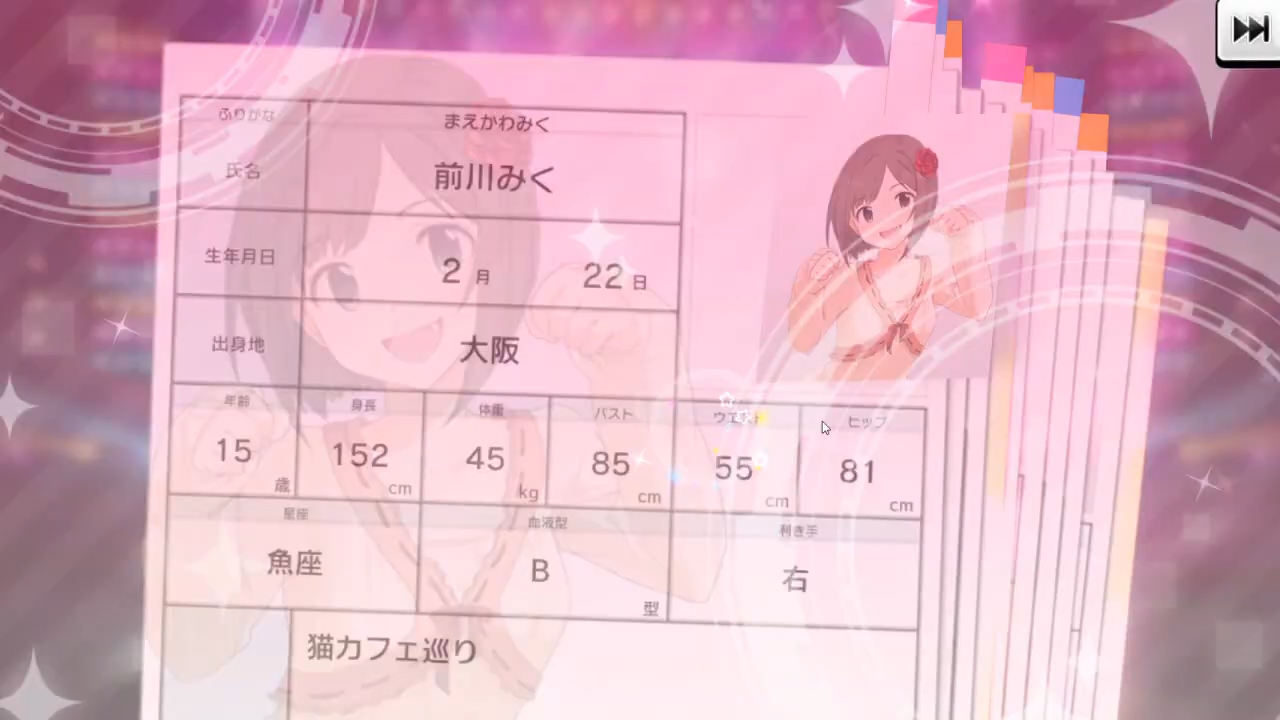 ふりがな
まえかわみく
氏名
前川みく
生年月日
2 月 22 日
出身地
大阪
年齢 身長 体重 バスト ウエスト ヒップ
15 歳 152 cm 45 kg 85 cm 55 cm 81 cm
星座 血液型 利き手
魚座 B 型 右
猫カフェ巡り